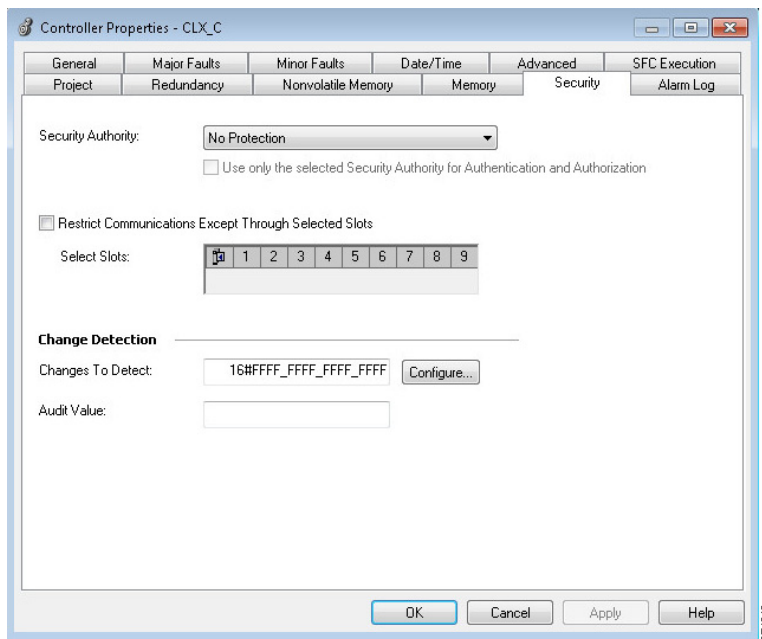 Controller Properties - CLX_C
General Major Faults Minor Faults Date/Time Advanced SFC Execution
Project Redundancy Nonvolatile Memory Memory Security Alarm Log
Security Authority: No Protection
Use only the selected Security Authority for Authentication and Authorization
Restrict Communications Except Through Selected Slots
Select Slots: 1 2 3 4 5 6 7 8 9
Change Detection
Changes To Detect: 16#FFFF_FFFF_FFFF_FFFF Configure...
Audit Value:
OK Cancel Apply Help